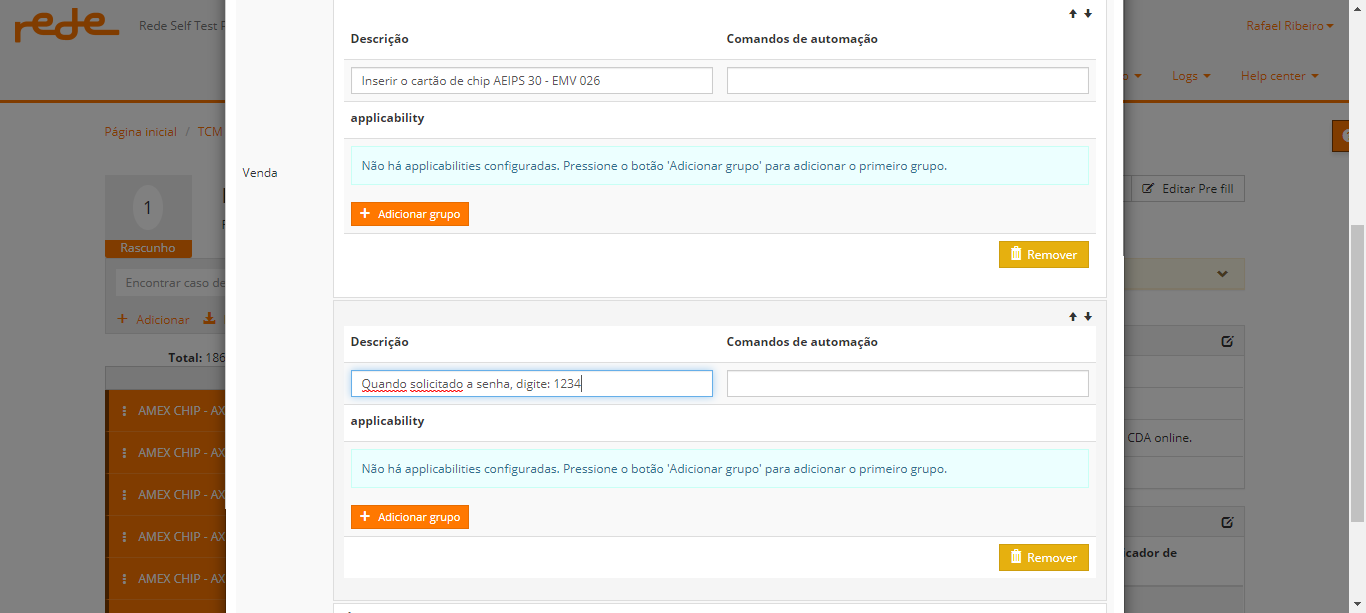 rede
Rede Self Test
Rafael Ribeiro
Logs
Help center
Página inicial / TCM
1
Rascunho
Editar Pre fill
Encontrar caso de
+ Adicionar
Total: 186
AMEX CHIP - AX
AMEX CHIP - AX
AMEX CHIP - AX
AMEX CHIP - AX
AMEX CHIP - AX
Venda
Descrição Comandos de automação
Inserir o cartão de chip AEIPS 30 - EMV 026
applicability
Não há applicabilities configuradas. Pressione o botão 'Adicionar grupo' para adicionar o primeiro grupo.
+ Adicionar grupo
Remover
Descrição Comandos de automação
Quando solicitado a senha, digite: 1234
applicability
Não há applicabilities configuradas. Pressione o botão 'Adicionar grupo' para adicionar o primeiro grupo.
+ Adicionar grupo
Remover
CDA online.
cador de